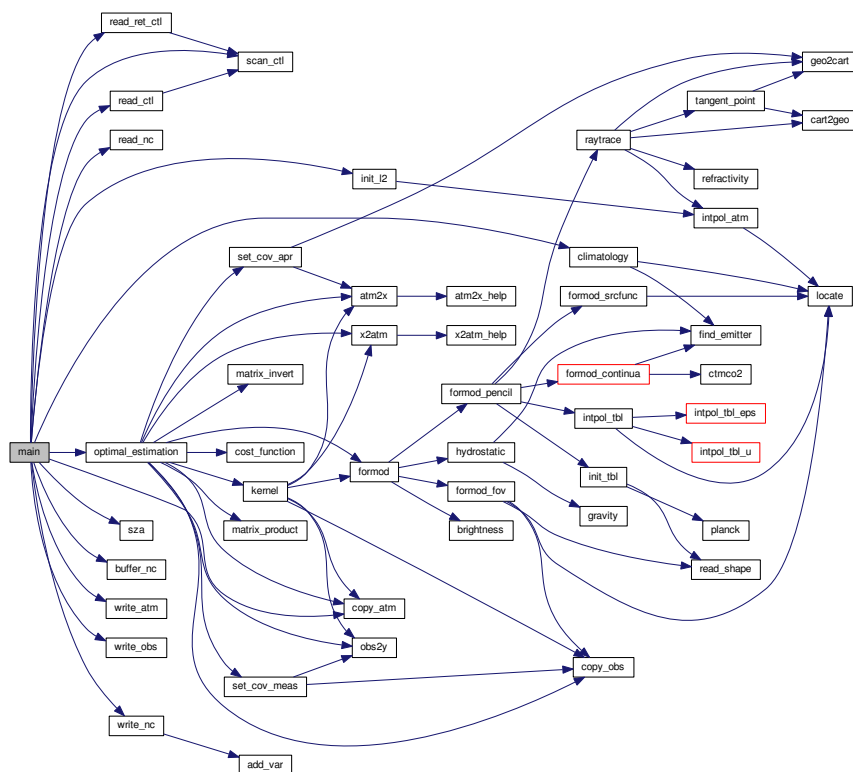 read_ret_ctl
scan_ctl
geo2cart
read_ctl
tangent_point
cart2geo
read_nc
raytrace
init_l2
refractivity
intpol_atm
set_cov_apr
climatology
atm2x
atm2x_help
formod_srcfunc
locate
x2atm
x2atm_help
find_emitter
matrix_invert
formod_continua
ctmco2
formod_pencil
intpol_tbl
intpol_tbl_eps
main
optimal_estimation
cost_function
hydrostatic
intpol_tbl_u
formod
kernel
formod_fov
init_tbl
sza
matrix_product
brightness
gravity
planck
buffer_nc
read_shape
write_atm
copy_atm
write_obs
obs2y
set_cov_meas
copy_obs
write_nc
add_var